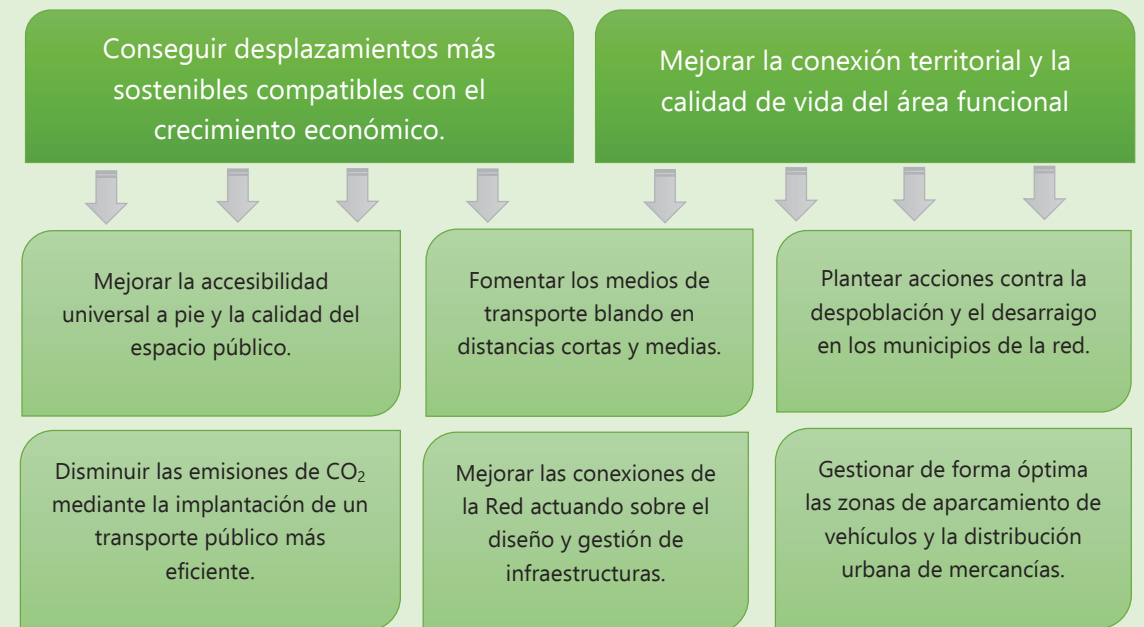 Conseguir desplazamientos más
sostenibles compatibles con el
crecimiento económico.
Mejorar la conexión territorial y la
calidad de vida del área funcional
Mejorar la accesibilidad
universal a pie y la calidad del
espacio público.
Fomentar los medios de
transporte blando en
distancias cortas y medias.
Plantear acciones contra la
despoblación y el desarraigo
en los municipios de la red.
Disminuir las emisiones de CO₂
mediante la implantación de un
transporte público más
eficiente.
Mejorar las conexiones de
la Red actuando sobre el
diseño y gestión de
infraestructuras.
Gestionar de forma óptima
las zonas de aparcamiento de
vehículos y la distribución
urbana de mercancías.